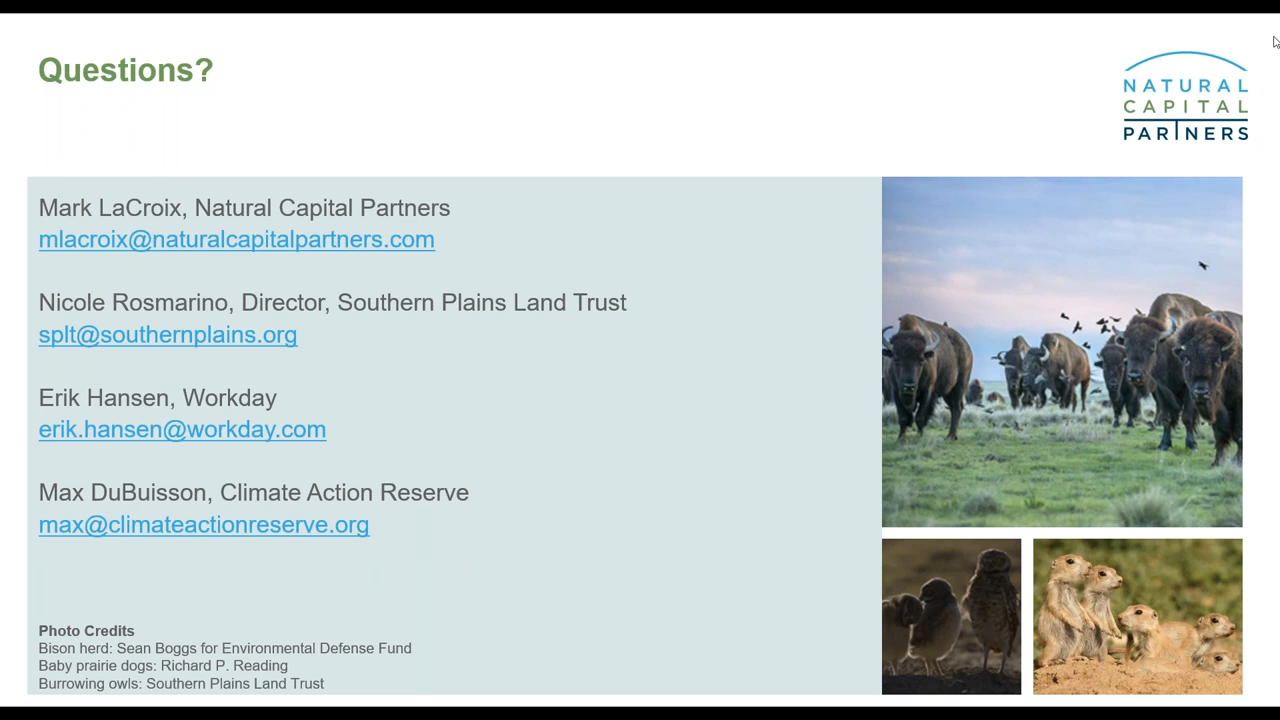 Questions?
NATURAL
CAPITAL
PARTNERS
Mark LaCroix, Natural Capital Partners
mlacroix@naturalcapitalpartners.com
Nicole Rosmarino, Director, Southern Plains Land Trust
splt@southernplains.org
Erik Hansen, Workday
erik.hansen@workday.com
Max DuBuisson, Climate Action Reserve
max@climateactionreserve.org
Photo Credits
Bison herd: Sean Boggs for Environmental Defense Fund
Baby prairie dogs: Richard P. Reading
Burrowing owls: Southern Plains Land Trust